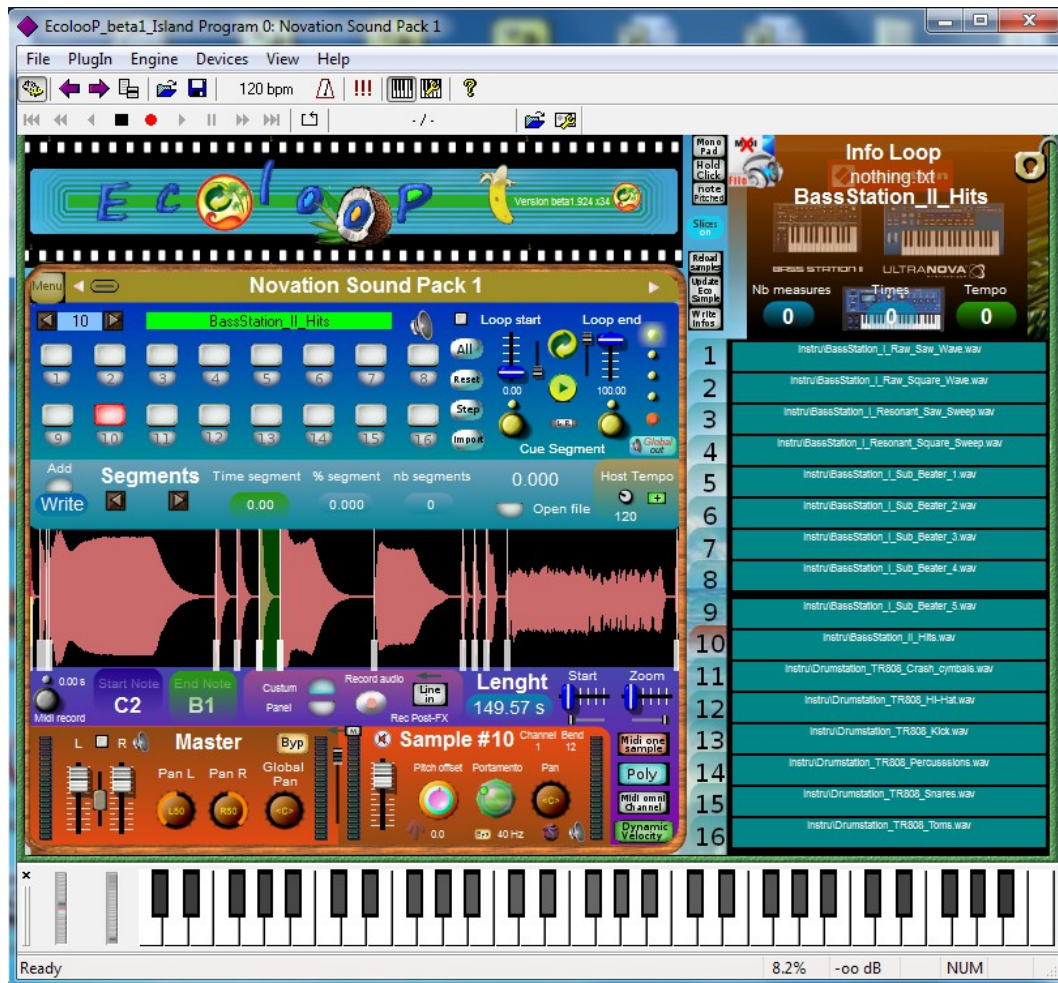 EcolooP_beta1_Island Program 0: Novation Sound Pack 1
File PlugIn Engine Devices View Help
120 bpm
- / -
EcolooP
Version beta1.924 x34
Mono Pad
Hold Click
note Pitched
Slices on
Reload samples
Update Eco Sample
Write Infos
MIDI
File
Info Loop
nothing.txt
BassStation_II_Hits
BASS STATION II ULTRANOVA
Nb measures Times Tempo
0 0 0
Menu
Novation Sound Pack 1
10 BassStation_II_Hits
Loop start Loop end
All
1 2 3 4 5 6 7 8
Reset
0.00 100.00
Step
L R
9 10 11 12 13 14 15 16
Import
Cue Segment
Global out
Add
Write
Segments
Time segment % segment nb segments
0.00 0.000 0
0.000
Open file
Host Tempo
120
1 Instru\BassStation_I_Raw_Saw_Wave.wav
2 Instru\BassStation_I_Raw_Square_Wave.wav
3 Instru\BassStation_I_Resonant_Saw_Sweep.wav
4 Instru\BassStation_I_Resonant_Square_Sweep.wav
5 Instru\BassStation_I_Sub_Beater_1.wav
6 Instru\BassStation_I_Sub_Beater_2.wav
7 Instru\BassStation_I_Sub_Beater_3.wav
8 Instru\BassStation_I_Sub_Beater_4.wav
9 Instru\BassStation_I_Sub_Beater_5.wav
10 Instru\BassStation_II_Hits.wav
11 Instru\Drumstation_TR808_Crash_cymbals.wav
12 Instru\Drumstation_TR808_Hi-Hat.wav
13 Instru\Drumstation_TR808_Kick.wav
14 Instru\Drumstation_TR808_Percusssions.wav
15 Instru\Drumstation_TR808_Snares.wav
16 Instru\Drumstation_TR808_Toms.wav
0.00 s
Midi record
Start Note
C2
End Note
B1
Custum
Panel
Record audio
Line in
Rec Post-FX
Lenght
149.57 s
Start Zoom
L R Master Byp
Pan L Pan R Global Pan
L50 R50 <C>
M
Sample #10
Channel Bend
1 12
Pitch offset Portamento Pan
<C>
0.0 Byp 40 Hz
Midi one sample
Poly
Midi omni Channel
Dynamic Velocity
Ready
8.2% -oo dB NUM